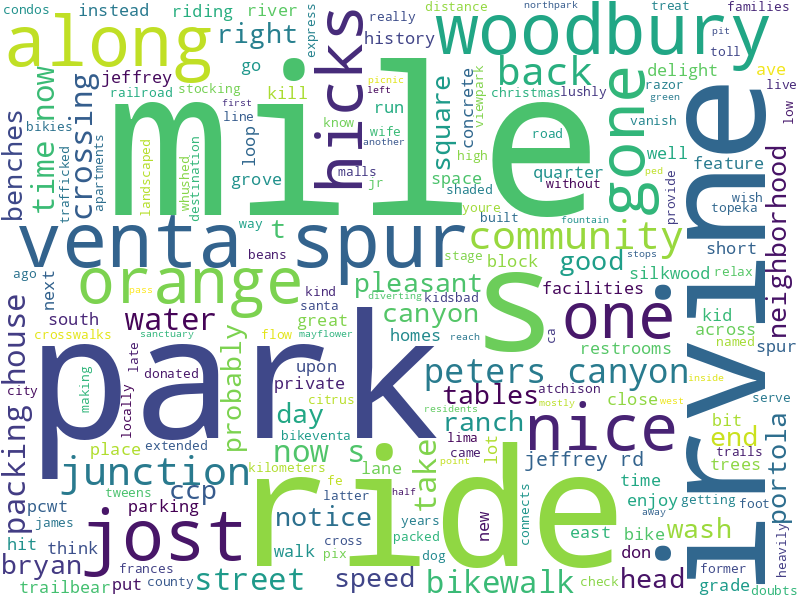 condos instead riding river express history distance northpark treat families
along right go hicks really woodbury pit toll
jeffrey mile back delight ave
time now crossing railroad stocking kill run square concrete viewpark christmas lushly gone razor green live low
bikies first line know picnic left jr wife another high road vanish
benches trafficked apartments landscaped whushed destination loop grove malls space shaded quarter without well feature irvine neighborhood
t way built youre provide wish topeka
venta spur community fountain short
ago beans stage block good stops silkwood relax
next orange pass kind santa pleasant diverting kidsbad facilities kid
south water great canyon s one ca across
packing house crosswalks sanctuary flow mayflower homes reach restrooms named spur
city late donated probably upon private peters canyon inside
making locally citrus park tables atchison close mostly west serve
place day ranch nice bit end portola
junction extended bikeventa residents lima trees trails
kilometers now s lane take lot jeffrey rd
tweens fe point came time enjoy getting foot
pcwt ccp latter half new
james jost parking notice years packed connects ride east bike away wash former heavily
hit think walk cross dog don ped
bryan frances pix irvine
trailbear put county street speed bikewalk check head grade doubts